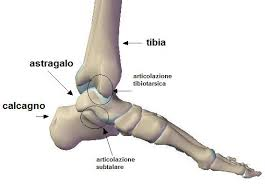 tibia
astragalo
articolazione
tibiotarsica
calcagno
articolazione
subtalare